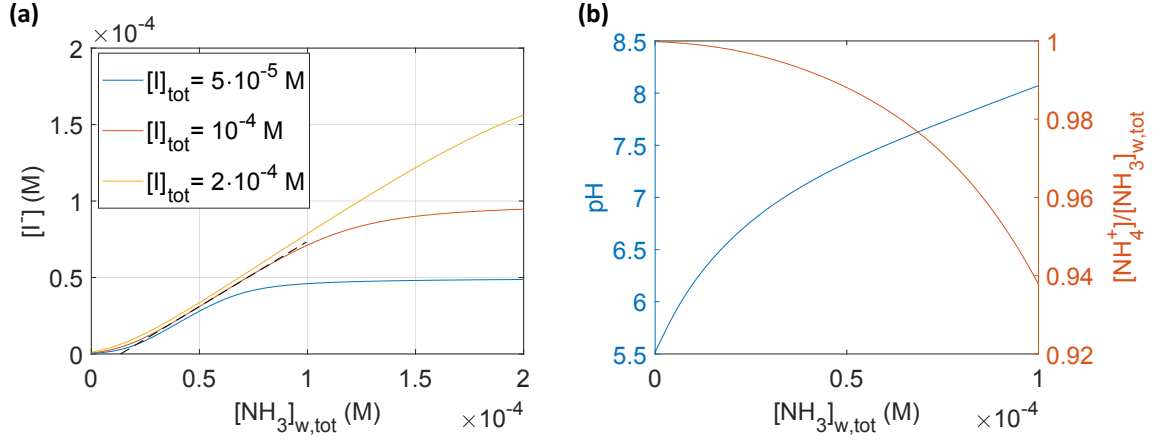 (a)
×10⁻⁴
2
1.5
1
0.5
0
[I⁻] (M)
[I]tot= 5·10⁻⁵ M
[I]tot= 10⁻⁴ M
[I]tot= 2·10⁻⁴ M
0 0.5 1 1.5 2
[NH₃]w,tot (M)
×10⁻⁴
(b)
8.5
8
7.5
7
6.5
6
5.5
pH
1
0.98
0.96
0.94
0.92
[NH₄⁺]/[NH₃]w,tot
0 0.5 1
[NH₃]w,tot (M)
×10⁻⁴